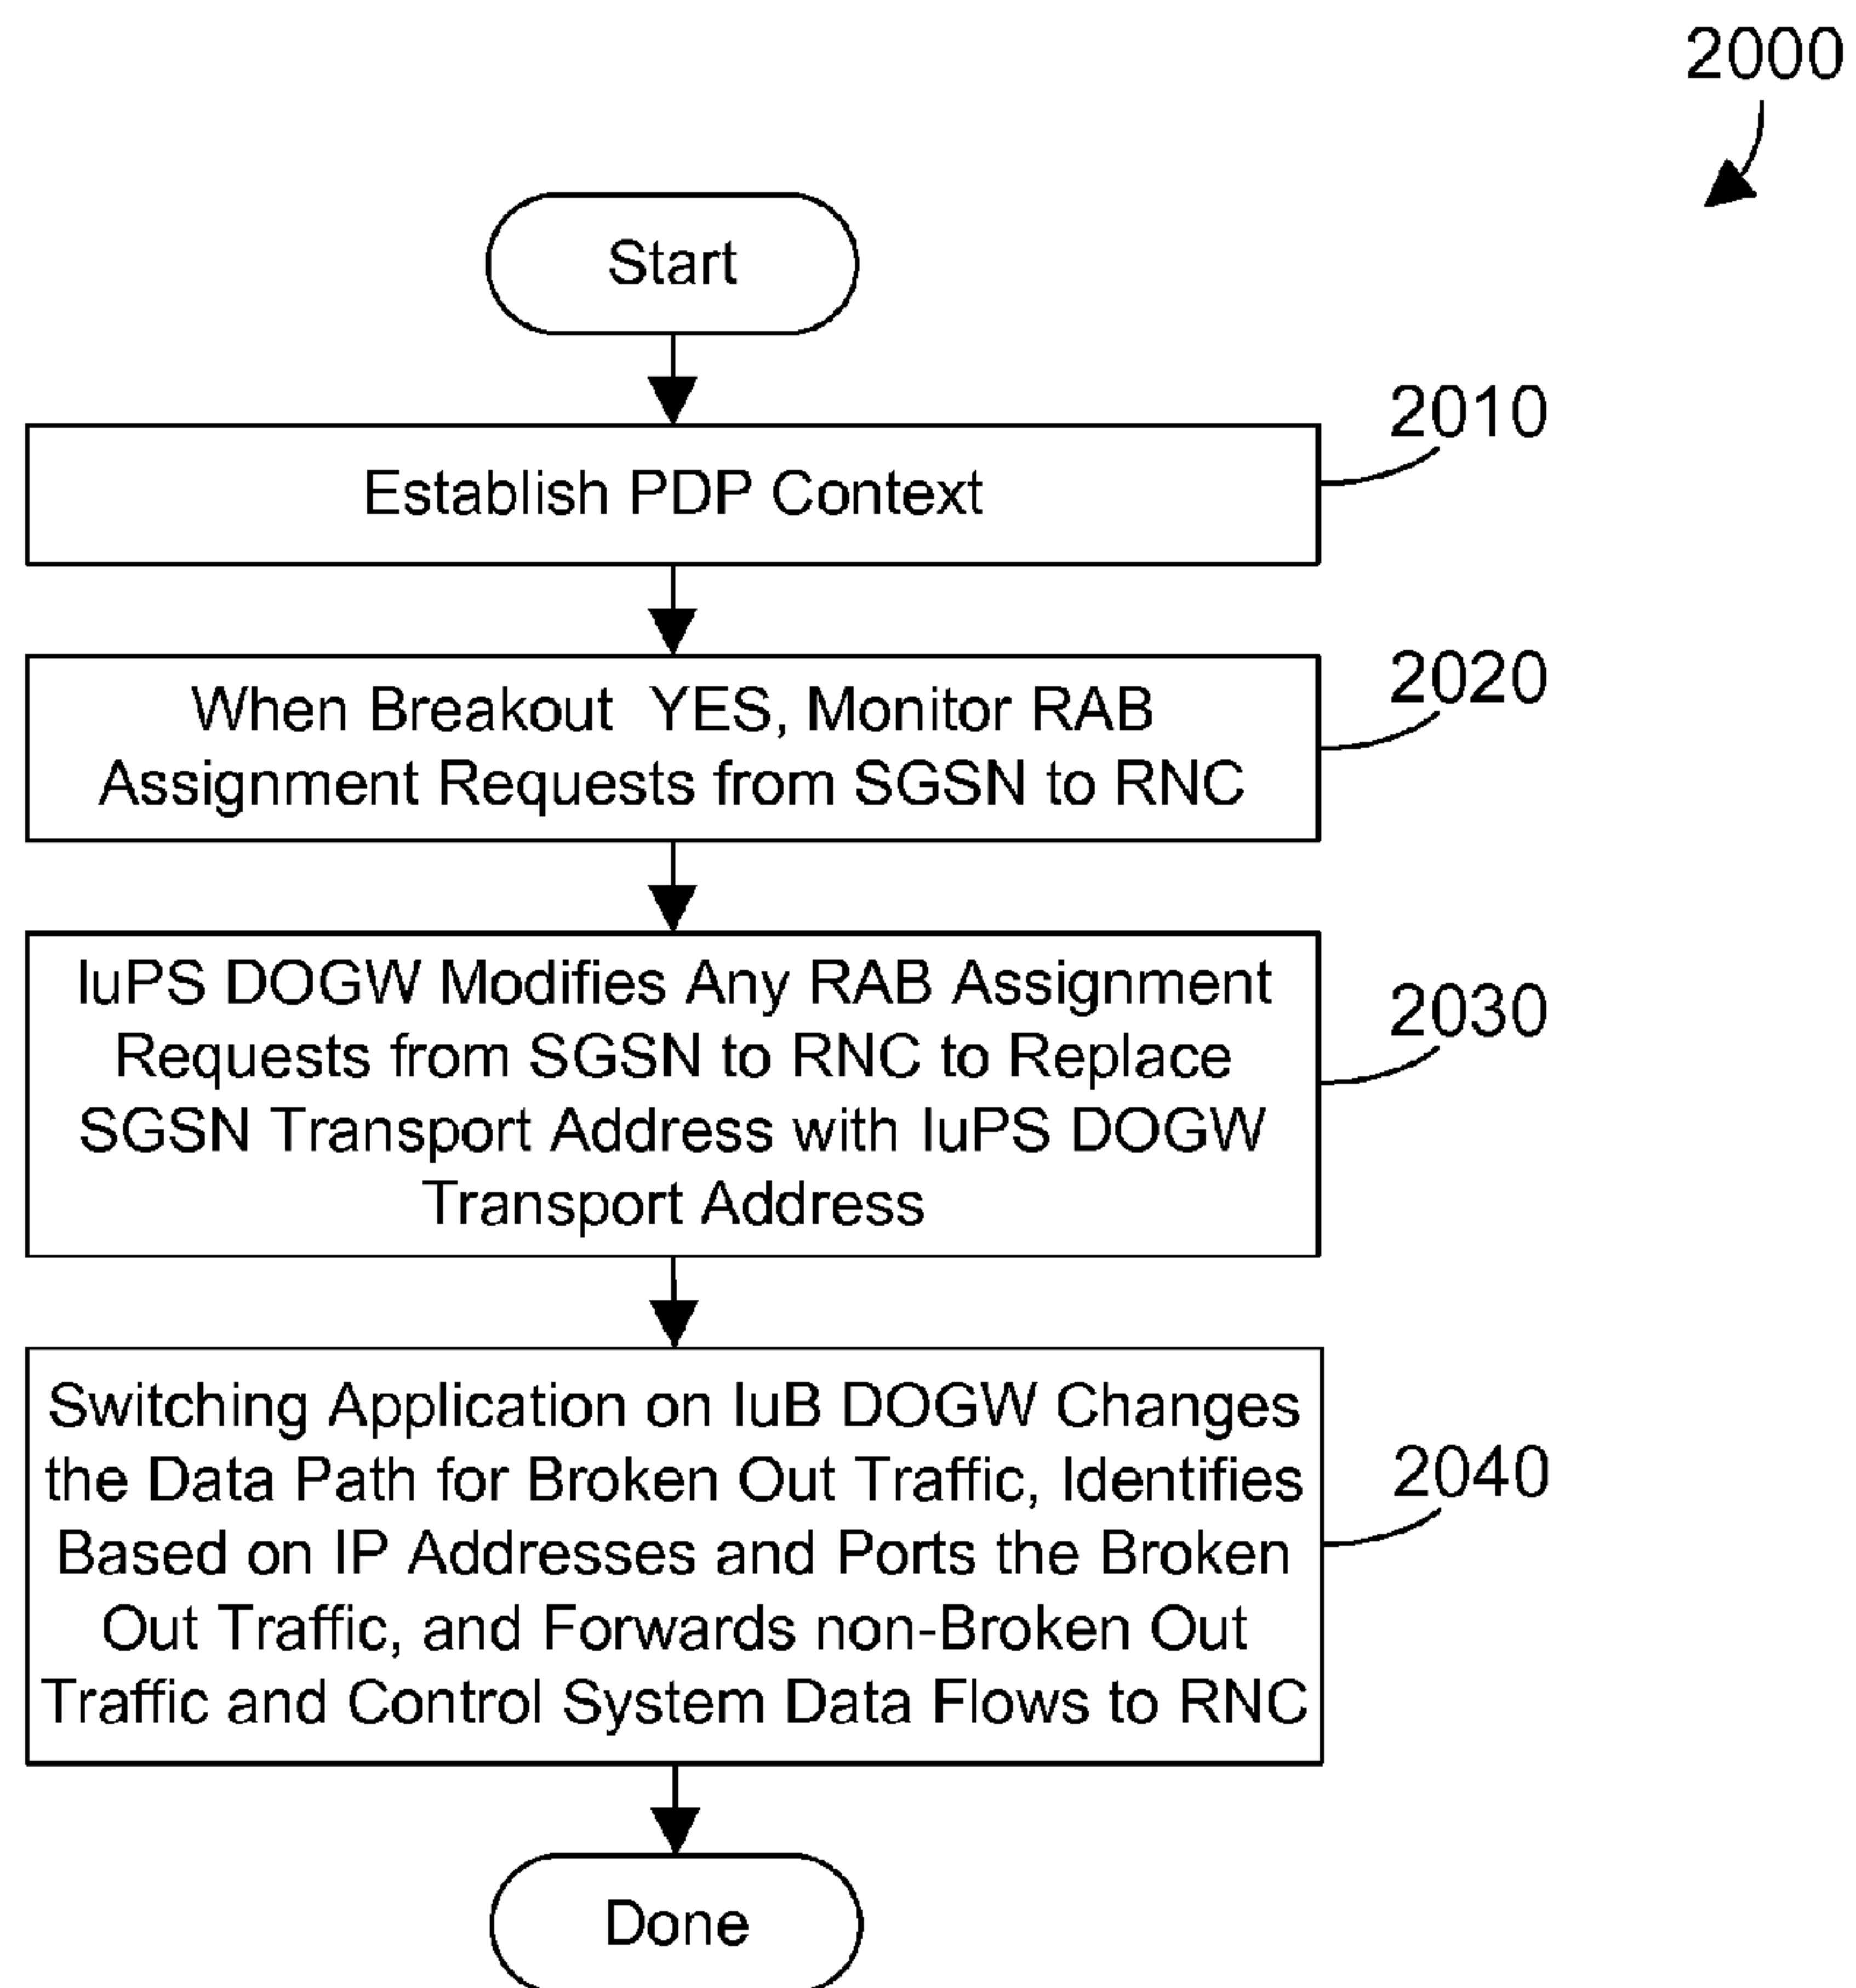 2000
Start
2010
Establish PDP Context
2020
When Breakout YES, Monitor RAB
Assignment Requests from SGSN to RNC
IuPS DOGW Modifies Any RAB Assignment
2030
Requests from SGSN to RNC to Replace
SGSN Transport Address with IuPS DOGW
Transport Address
Switching Application on IuB DOGW Changes
the Data Path for Broken Out Traffic, Identifies
2040
Based on IP Addresses and Ports the Broken
Out Traffic, and Forwards non-Broken Out
Traffic and Control System Data Flows to RNC
Done